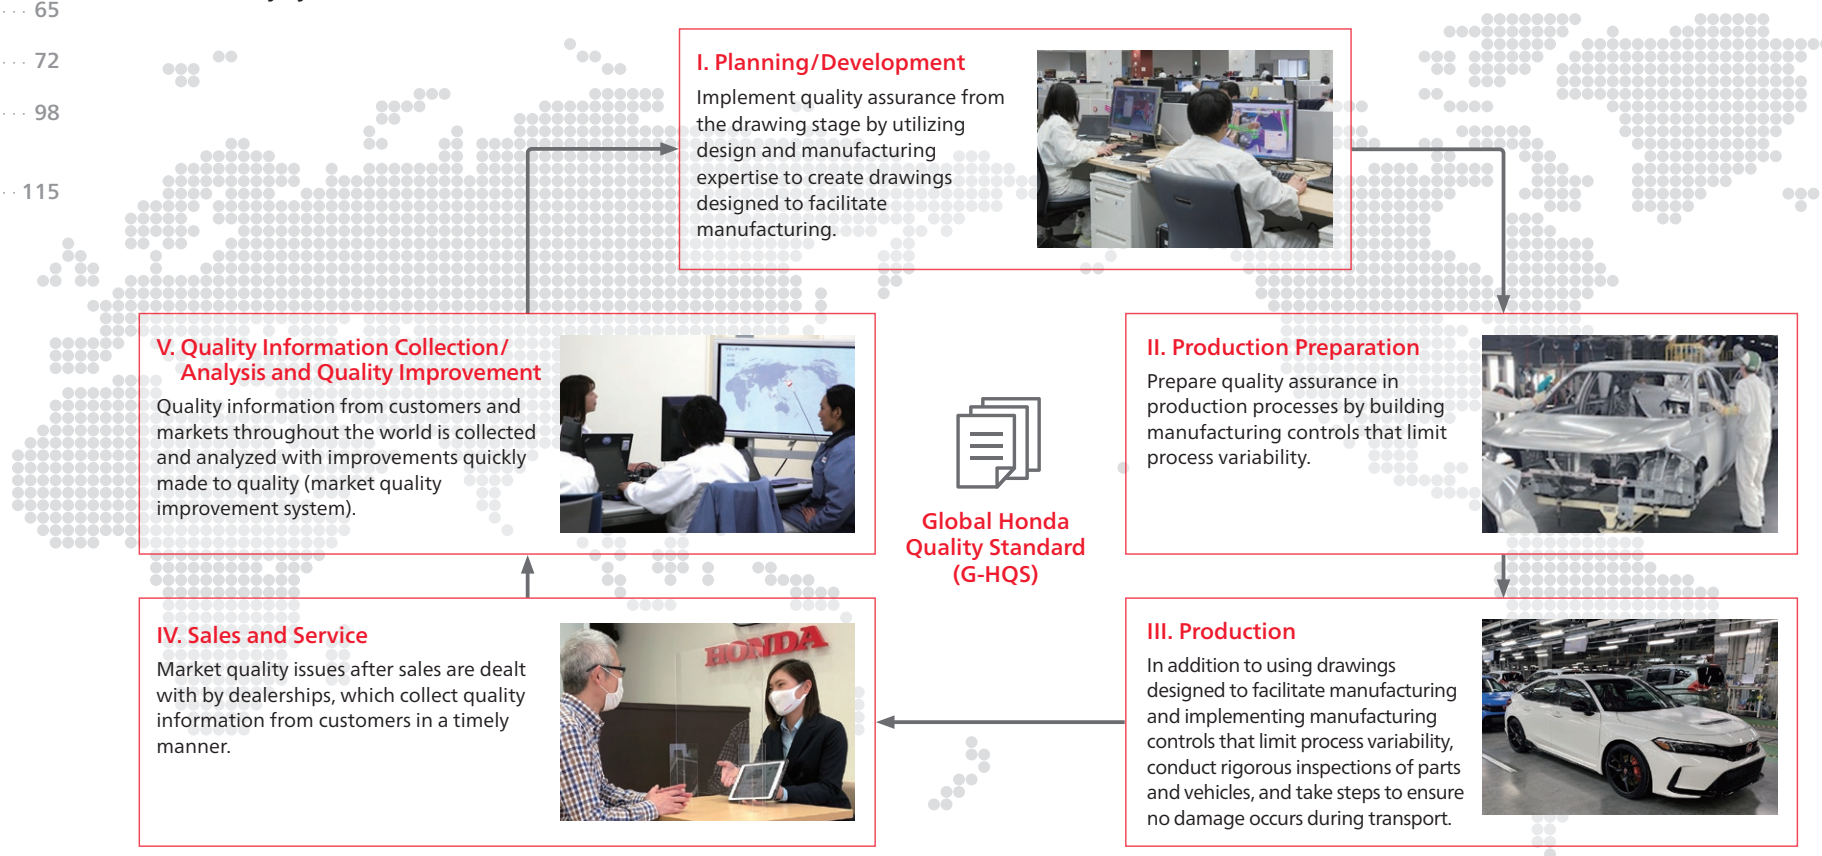 65
72
98
115
I. Planning/Development
Implement quality assurance from
the drawing stage by utilizing
design and manufacturing
expertise to create drawings
designed to facilitate
manufacturing.
II. Production Preparation
Prepare quality assurance in
production processes by building
manufacturing controls that limit
process variability.
III. Production
In addition to using drawings
designed to facilitate manufacturing
and implementing manufacturing
controls that limit process variability,
conduct rigorous inspections of parts
and vehicles, and take steps to ensure
no damage occurs during transport.
IV. Sales and Service
Market quality issues after sales are dealt
with by dealerships, which collect quality
information from customers in a timely
manner.
HONDA
V. Quality Information Collection/
Analysis and Quality Improvement
Quality information from customers and
markets throughout the world is collected
and analyzed with improvements quickly
made to quality (market quality
improvement system).
Global Honda
Quality Standard
(G-HQS)